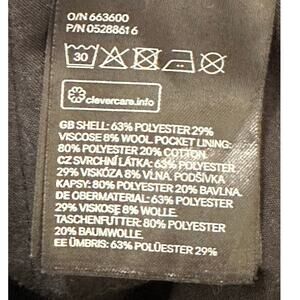 O/N 663600
P/N 05288616
30
clevercare.info
GB SHELL: 63% POLYESTER 29%
VISCOSE 8% WOOL. POCKET LINING:
80% POLYESTER 20% COTTON.
CZ SVRCHNÍ LÁTKA: 63% POLYESTER
29% VISKÓZA 8% VLNA. PODŠÍVKA
KAPSY: 80% POLYESTER 20% BAVLNA.
DE OBERMATERIAL: 63% POLYESTER
29% VISKOSE 8% WOLLE.
TASCHENFUTTER: 80% POLYESTER
20% BAUMWOLLE.
EE ÜMBRIS: 63% POLÜESTER 29%